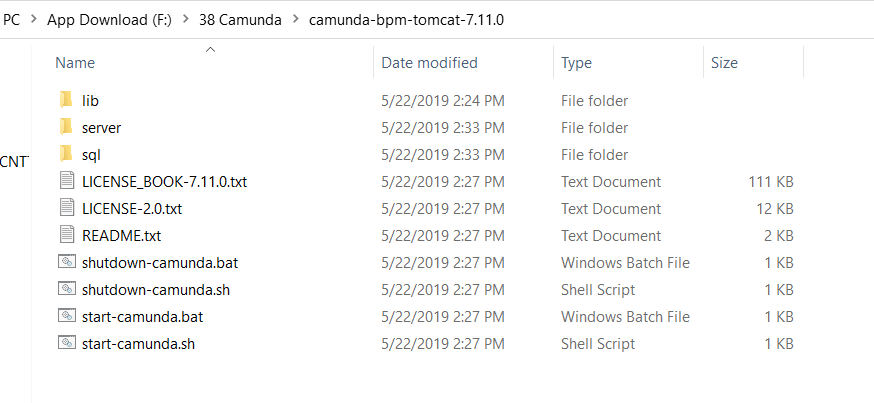 PC > App Download (F:) > 38 Camunda > camunda-bpm-tomcat-7.11.0
Name Date modified Type Size
lib 5/22/2019 2:24 PM File folder
server 5/22/2019 2:33 PM File folder
sql 5/22/2019 2:33 PM File folder
CNT
LICENSE_BOOK-7.11.0.txt 5/22/2019 2:27 PM Text Document 111 KB
LICENSE-2.0.txt 5/22/2019 2:27 PM Text Document 12 KB
README.txt 5/22/2019 2:27 PM Text Document 2 KB
shutdown-camunda.bat 5/22/2019 2:27 PM Windows Batch File 1 KB
shutdown-camunda.sh 5/22/2019 2:27 PM Shell Script 1 KB
start-camunda.bat 5/22/2019 2:27 PM Windows Batch File 1 KB
start-camunda.sh 5/22/2019 2:27 PM Shell Script 1 KB